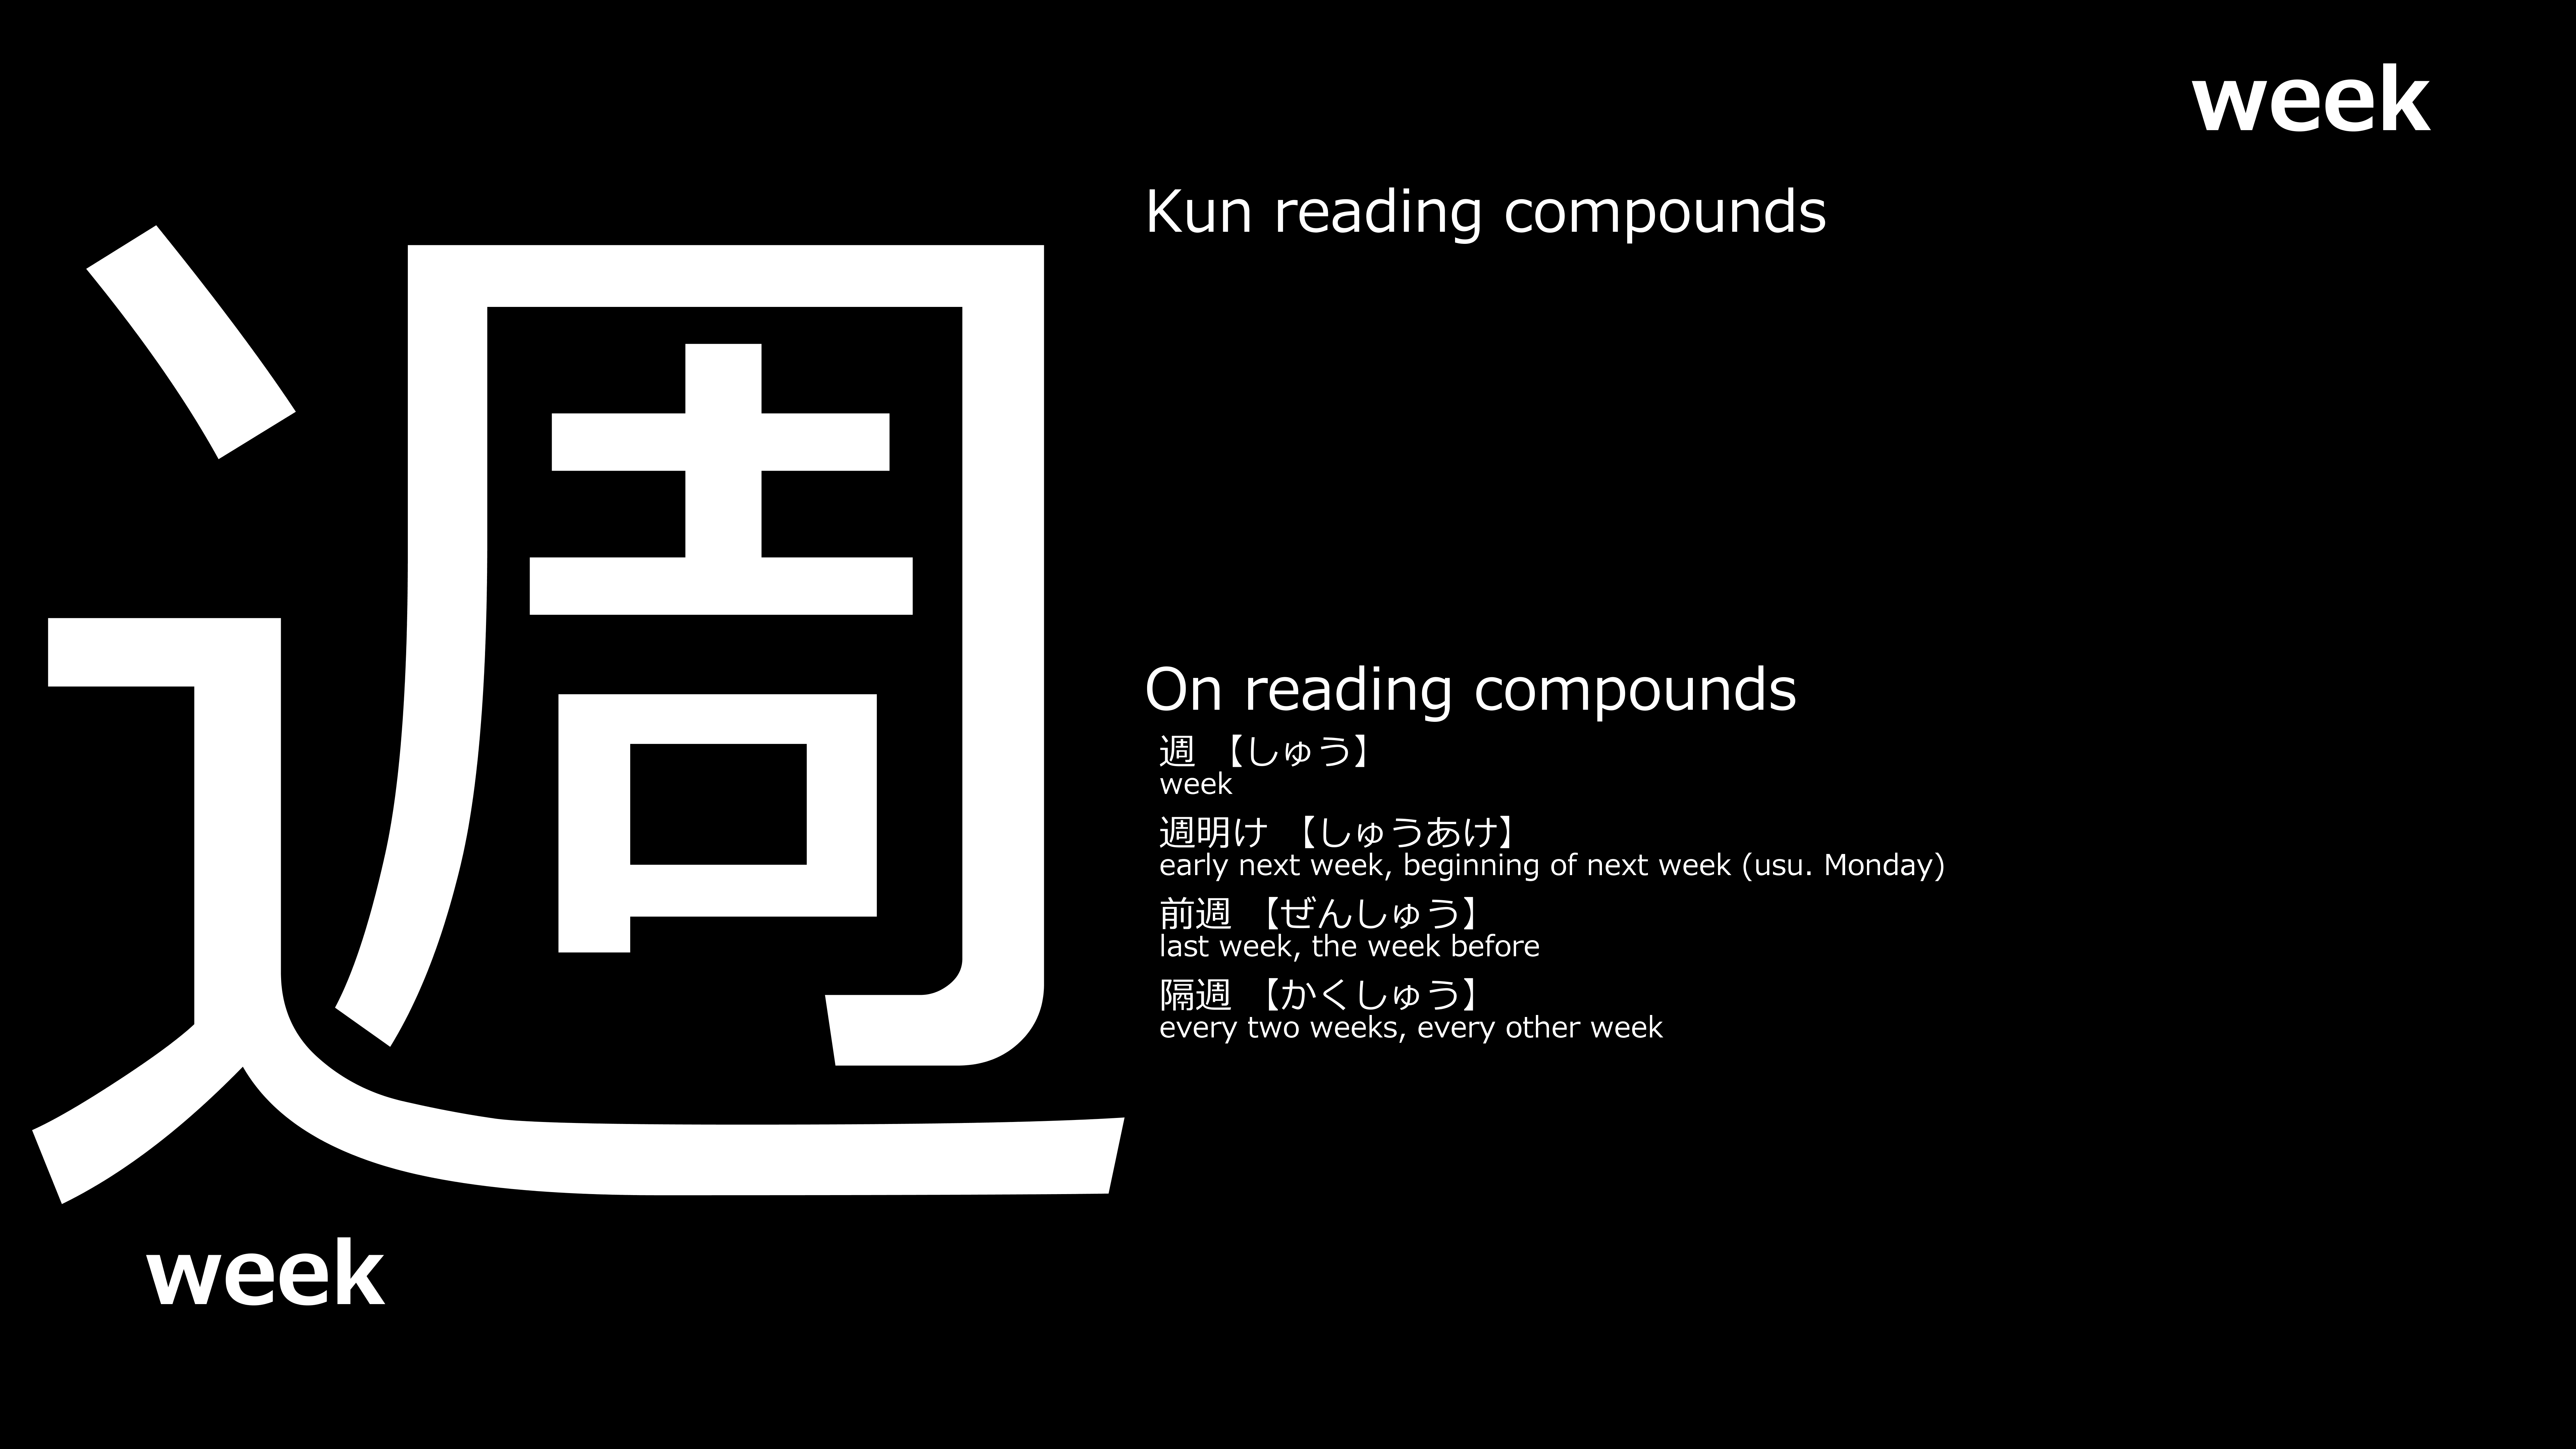 week
週
week
Kun reading compounds
On reading compounds
週 【しゅう】
week
週明け 【しゅうあけ】
early next week, beginning of next week (usu. Monday)
前週 【ぜんしゅう】
last week, the week before
隔週 【かくしゅう】
every two weeks, every other week